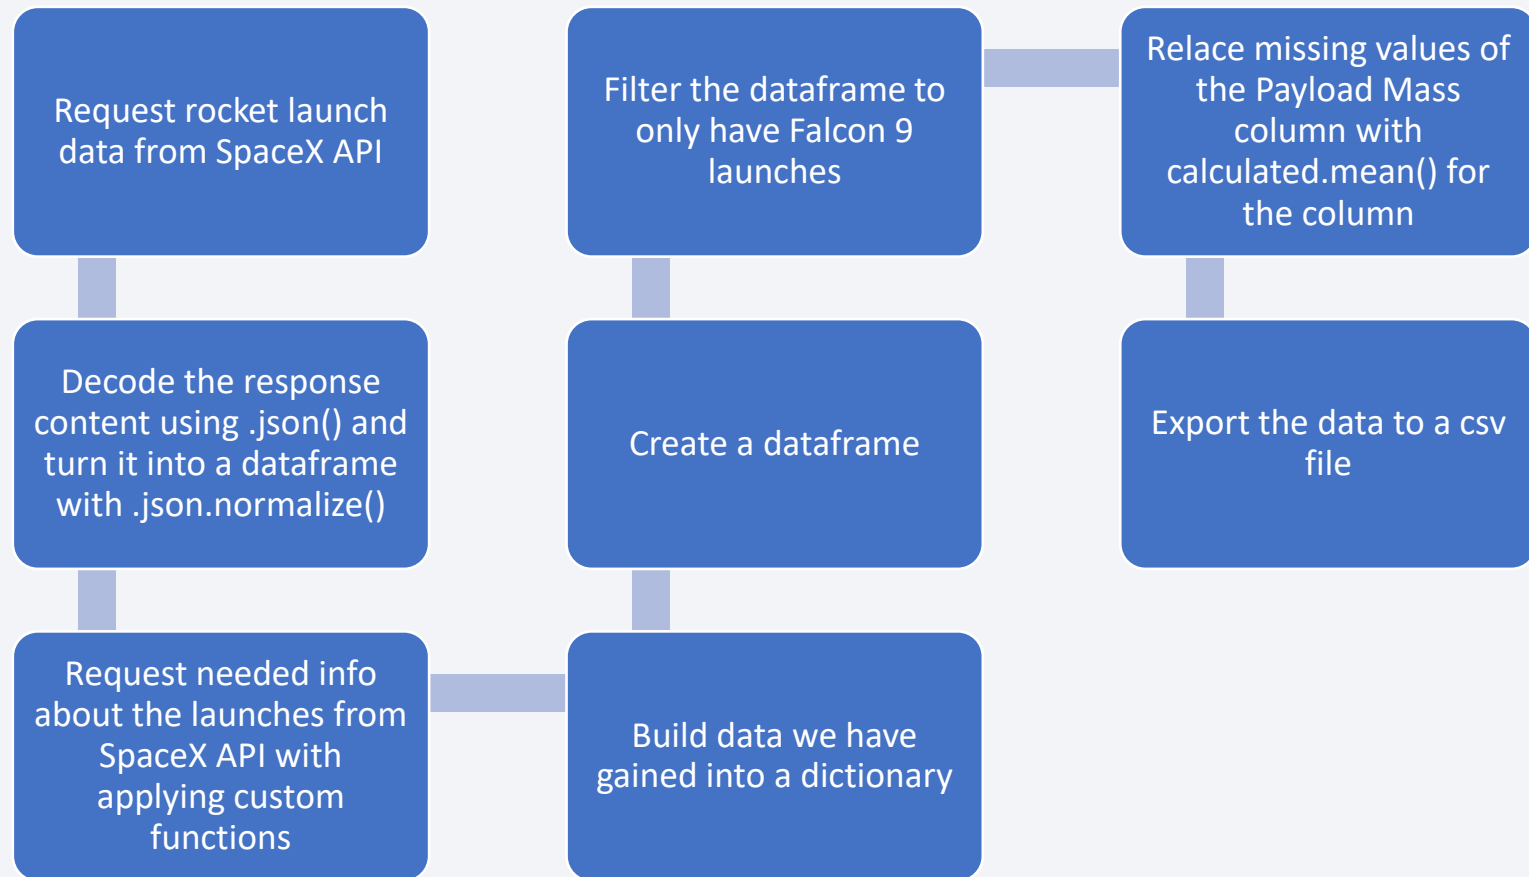 Request rocket launch
data from SpaceX API
Decode the response
content using .json() and
turn it into a dataframe
with .json.normalize()
Request needed info
about the launches from
SpaceX API with
applying custom
functions
Build data we have
gained into a dictionary
Create a dataframe
Filter the dataframe to
only have Falcon 9
launches
Relace missing values of
the Payload Mass
column with
calculated.mean() for
the column
Export the data to a csv
file